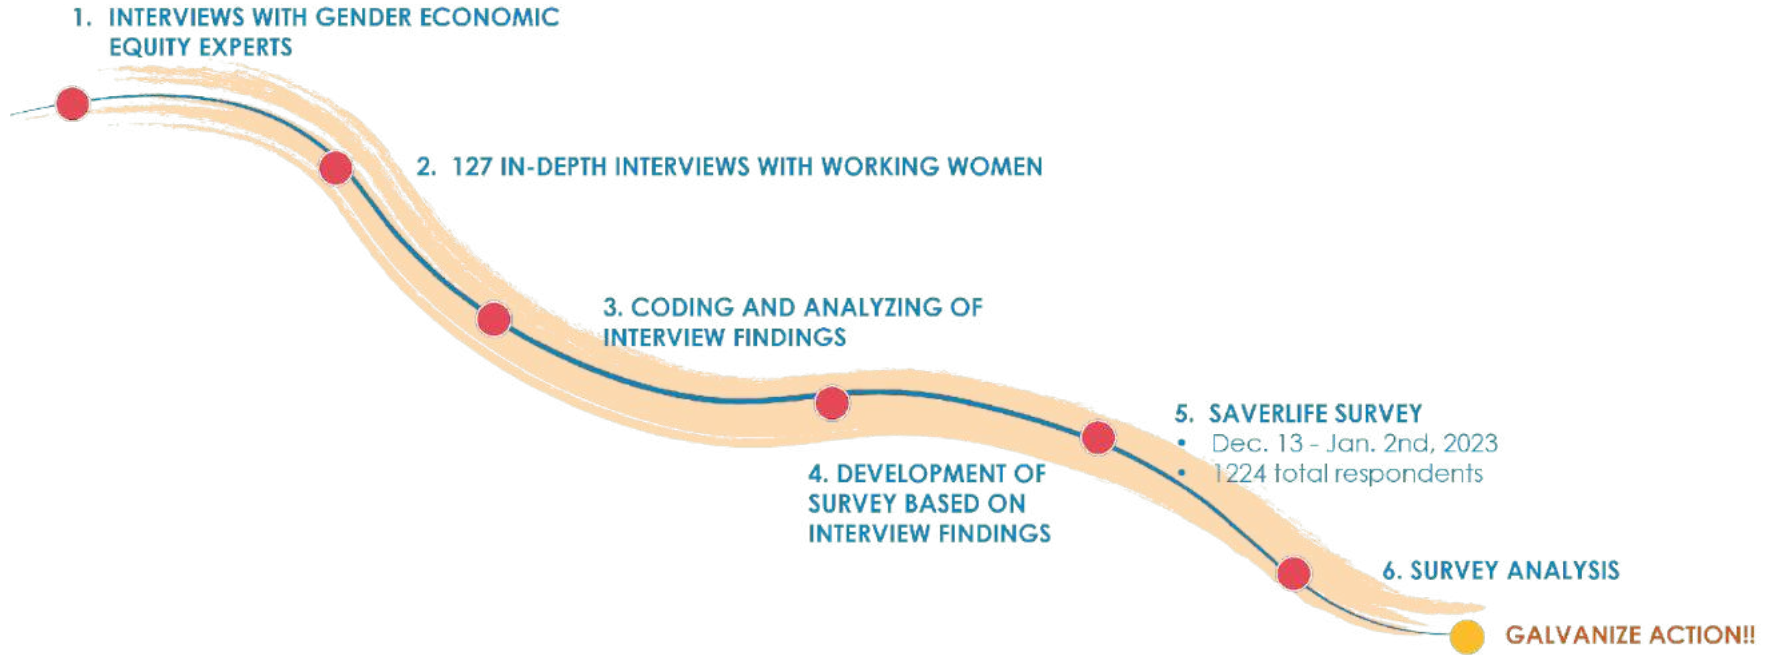 1. INTERVIEWS WITH GENDER ECONOMIC
EQUITY EXPERTS
2. 127 IN-DEPTH INTERVIEWS WITH WORKING WOMEN
3. CODING AND ANALYZING OF
INTERVIEW FINDINGS
4. DEVELOPMENT OF
SURVEY BASED ON
INTERVIEW FINDINGS
5. SAVERLIFE SURVEY
• Dec. 13 - Jan. 2nd, 2023
• 1224 total respondents
6. SURVEY ANALYSIS
GALVANIZE ACTION!!